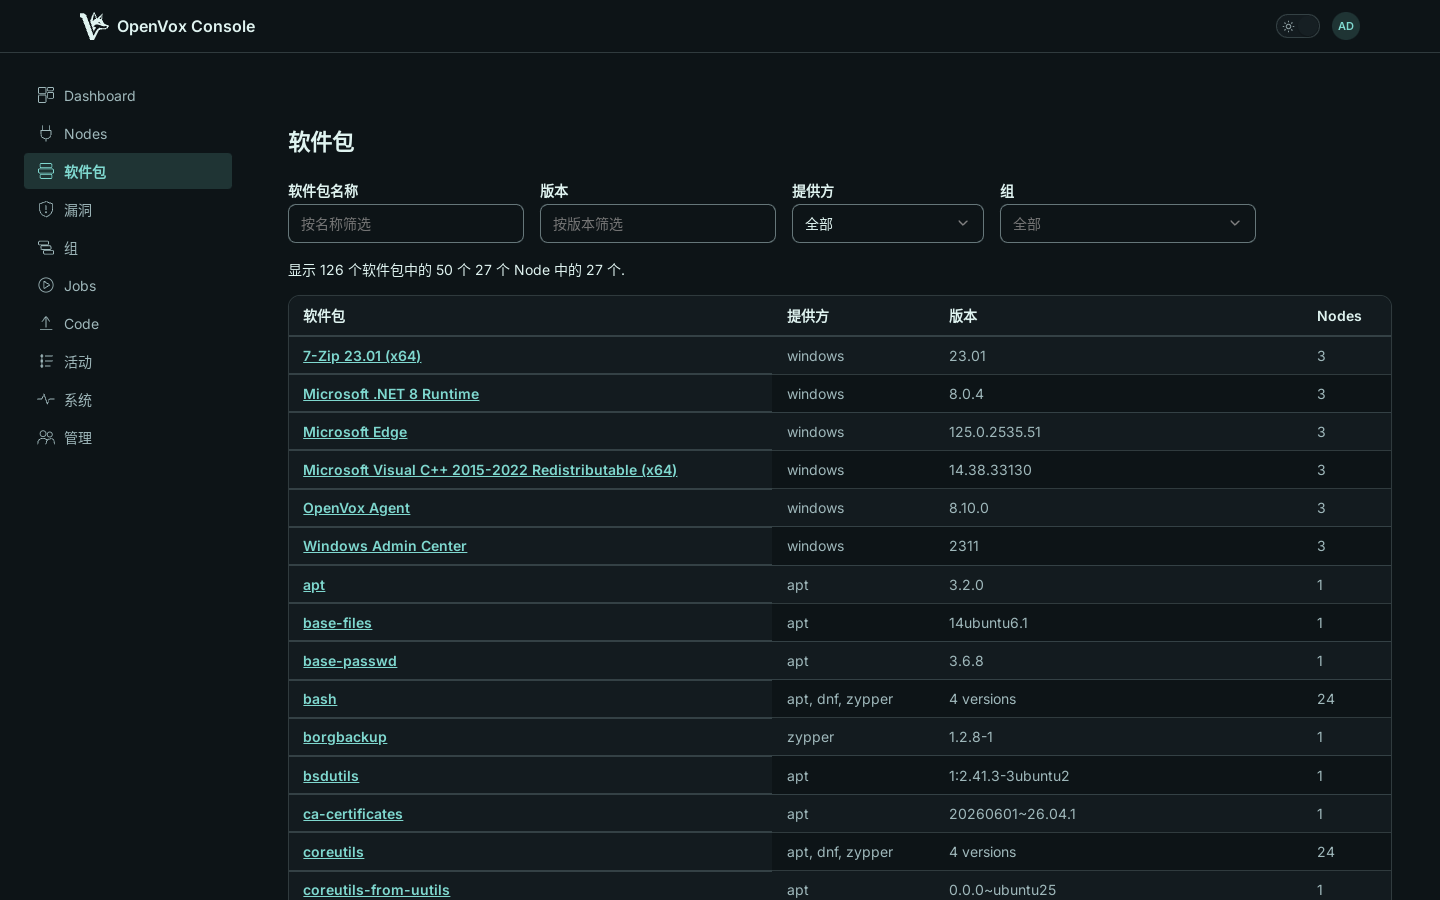 OpenVox Console
AD
Dashboard
Nodes
软件包
漏洞
组
Jobs
Code
活动
系统
管理
软件包
软件包名称 版本 提供方 组
按名称筛选 按版本筛选 全部 全部
显示 126 个软件包中的 50 个 27 个 Node 中的 27 个.
软件包 提供方 版本 Nodes
7-Zip 23.01 (x64) windows 23.01 3
Microsoft .NET 8 Runtime windows 8.0.4 3
Microsoft Edge windows 125.0.2535.51 3
Microsoft Visual C++ 2015-2022 Redistributable (x64) windows 14.38.33130 3
OpenVox Agent windows 8.10.0 3
Windows Admin Center windows 2311 3
apt apt 3.2.0 1
base-files apt 14ubuntu6.1 1
base-passwd apt 3.6.8 1
bash apt, dnf, zypper 4 versions 24
borgbackup zypper 1.2.8-1 1
bsdutils apt 1:2.41.3-3ubuntu2 1
ca-certificates apt 20260601~26.04.1 1
coreutils apt, dnf, zypper 4 versions 24
coreutils-from-uutils apt 0.0.0~ubuntu25 1